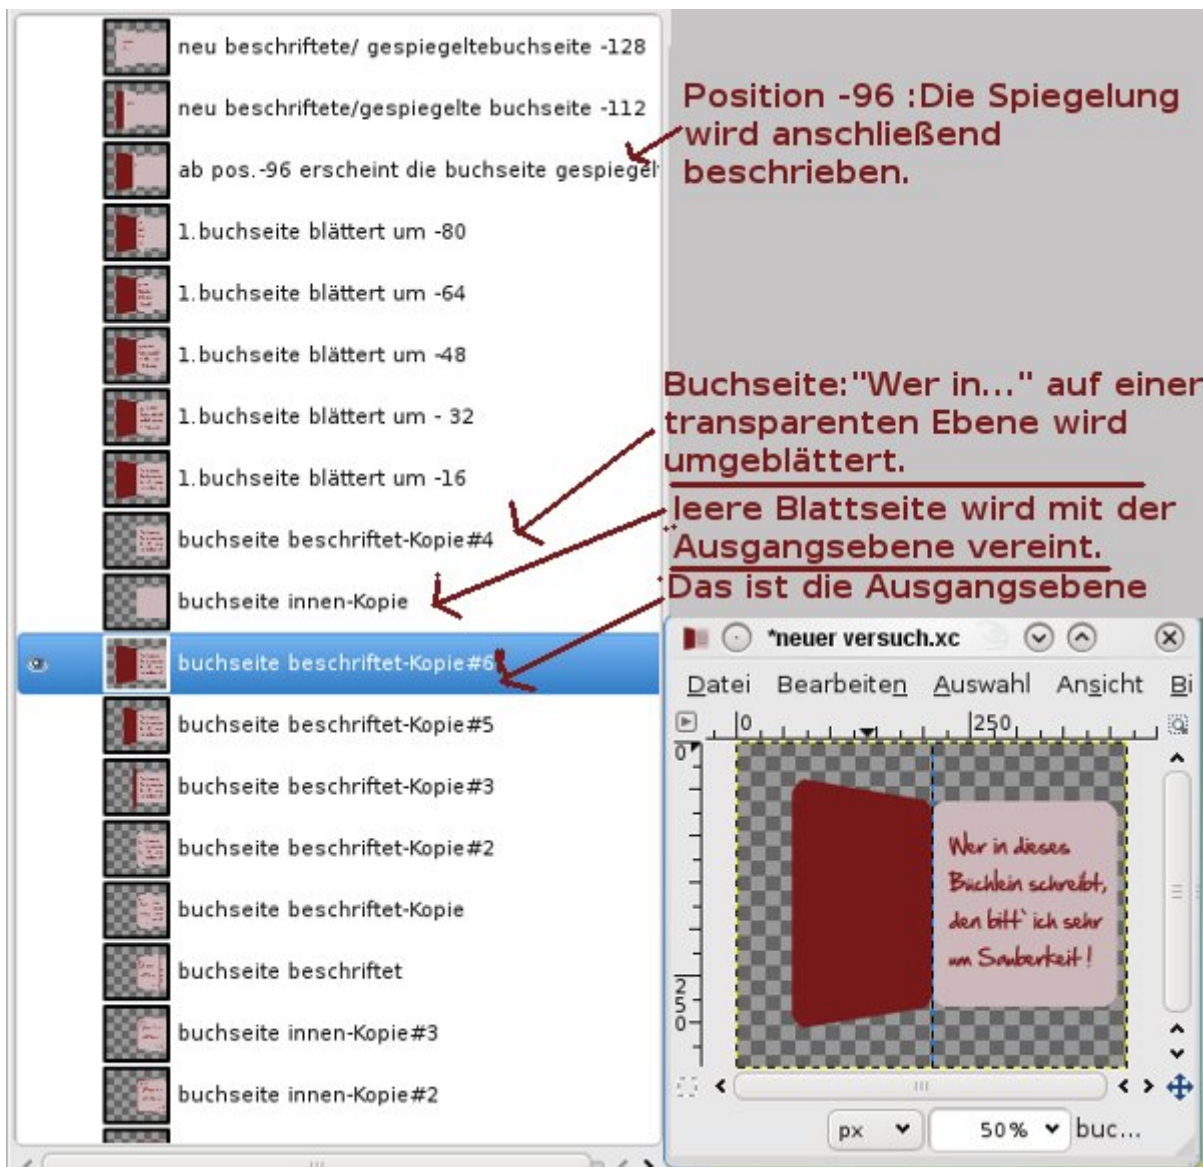 neu beschriftete/ gespiegeltebuchseite -128
neu beschriftete/gespiegelte buchseite -112
ab pos.-96 erscheint die buchseite gespiegelt
1.buchseite blättert um -80
1.buchseite blättert um -64
1.buchseite blättert um -48
1.buchseite blättert um - 32
1.buchseite blättert um -16
buchseite beschriftet-Kopie#4
buchseite innen-Kopie
buchseite beschriftet-Kopie#6
buchseite beschriftet-Kopie#5
buchseite beschriftet-Kopie#3
buchseite beschriftet-Kopie#2
buchseite beschriftet-Kopie
buchseite beschriftet
buchseite innen-Kopie#3
buchseite innen-Kopie#2
Position -96 :Die Spiegelung
wird anschließend
beschrieben.
Buchseite:"Wer in..." auf einer
transparenten Ebene wird
umgeblättert.
leere Blattseite wird mit der
Ausgangsebene vereint.
Das ist die Ausgangsebene
*neuer versuch.xc
Datei Bearbeiten Auswahl Ansicht Bi
0 250
0
250
Wer in dieses
Büchlein schreibt,
den bitt` ich sehr
um Sauberkeit!
px 50% buc...